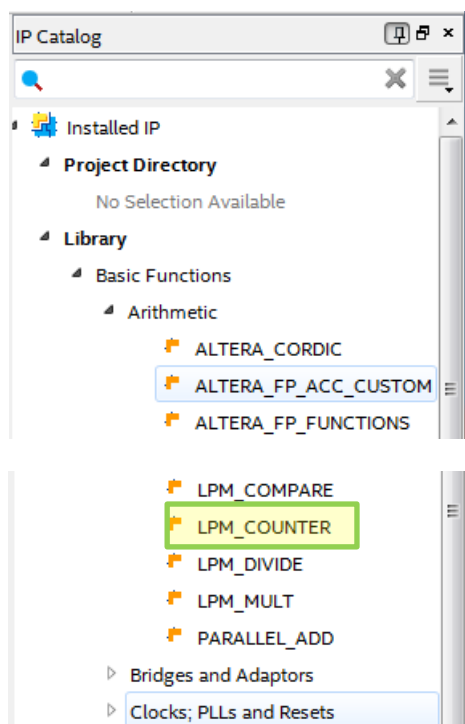 IP Catalog
Installed IP
Project Directory
No Selection Available
Library
Basic Functions
Arithmetic
ALTERA_CORDIC
ALTERA_FP_ACC_CUSTOM
ALTERA_FP_FUNCTIONS
LPM_COMPARE
LPM_COUNTER
LPM_DIVIDE
LPM_MULT
PARALLEL_ADD
Bridges and Adaptors
Clocks; PLLs and Resets